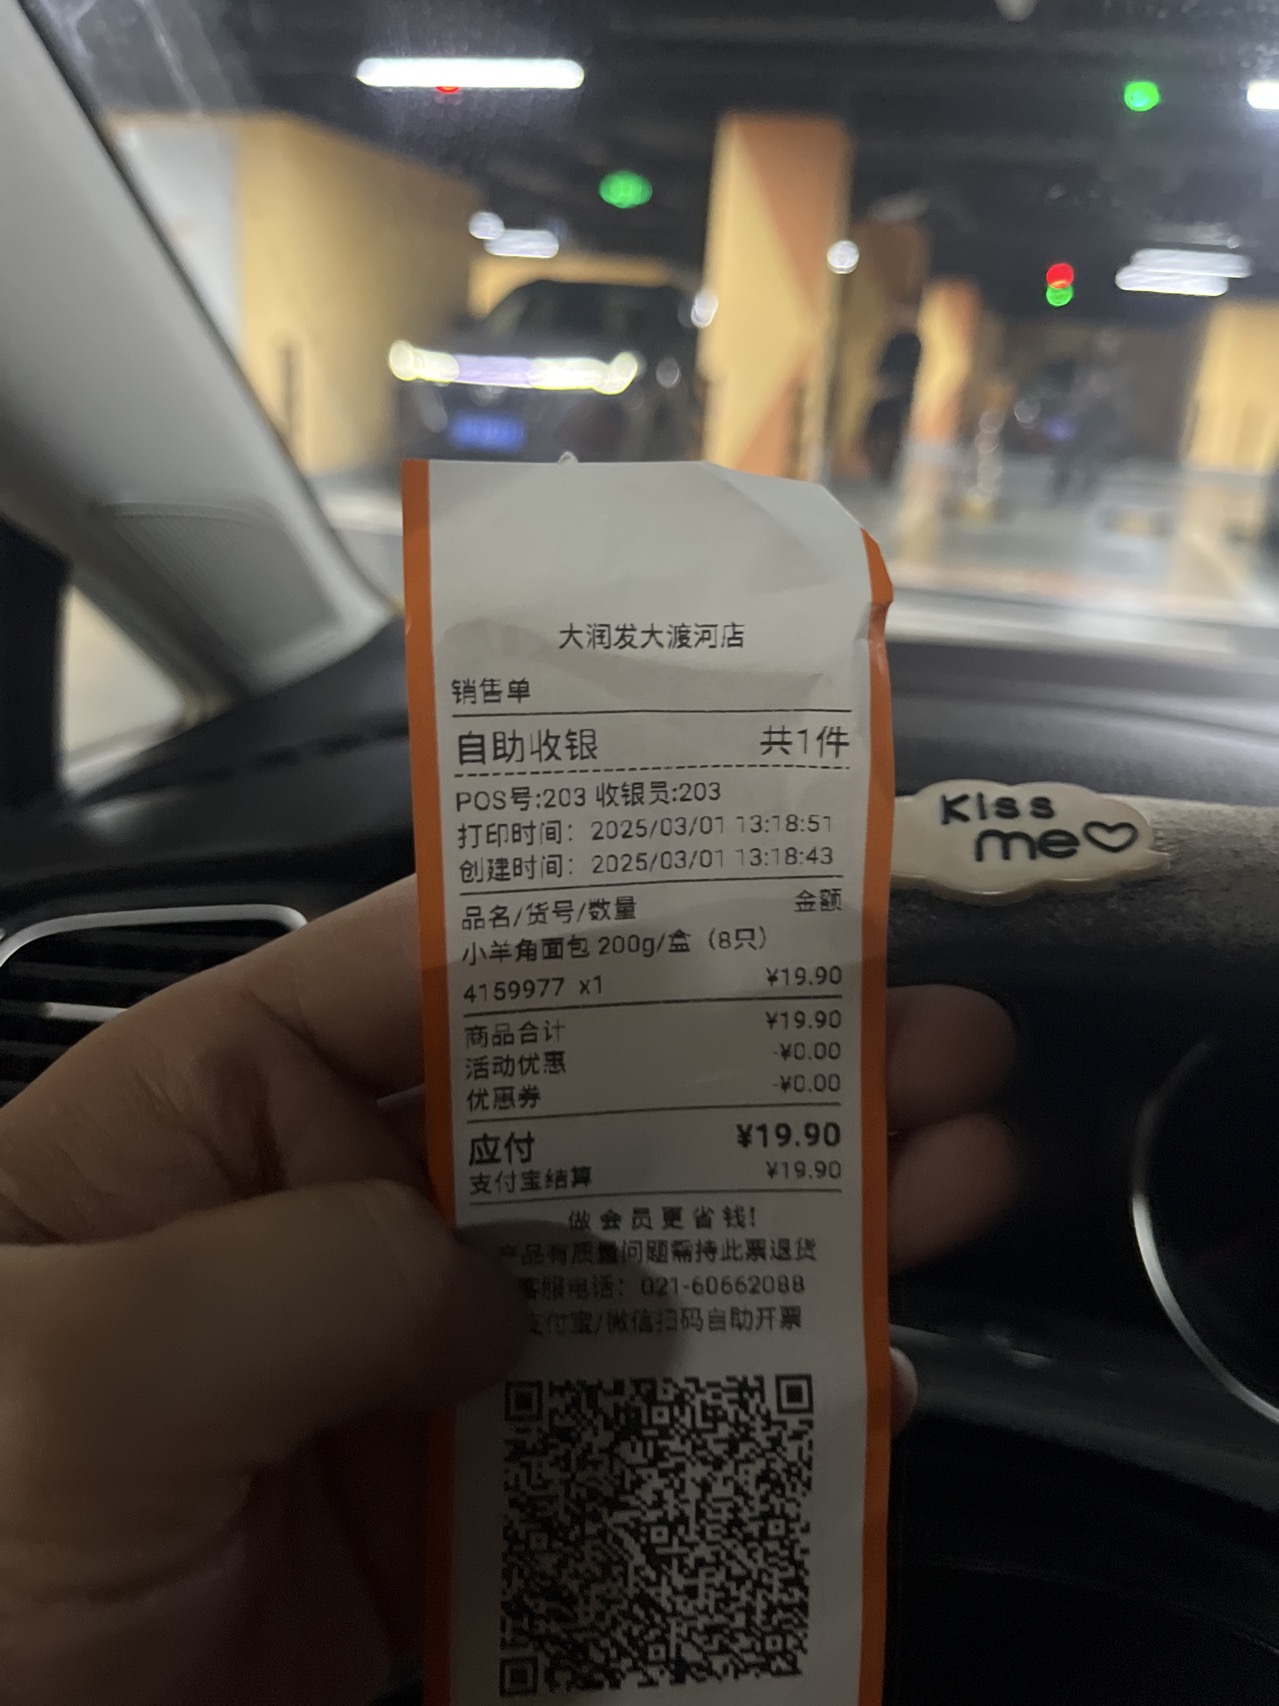 大润发大渡河店
销售单
自助收银 共1件
POS号:203 收银员:203
打印时间: 2025/03/01 13:18:51
创建时间: 2025/03/01 13:18:43
品名/货号/数量 金额
小羊角面包 200g/盒 (8只)
4159977 x1 ¥19.90
商品合计 ¥19.90
活动优惠 -¥0.00
优惠券 -¥0.00
应付 ¥19.90
支付宝结算 ¥19.90
做会员更省钱!
产品有质量问题需持此票退货
客服电话: 021-60662088
支付宝/微信扫码自助开票
Kiss
me